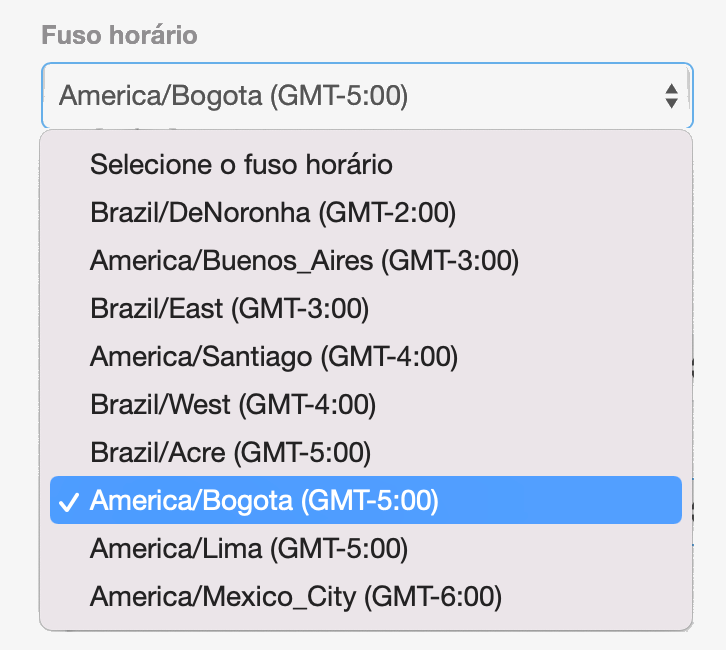 Fuso horário
America/Bogota (GMT-5:00)
Selecione o fuso horário
Brazil/DeNoronha (GMT-2:00)
America/Buenos_Aires (GMT-3:00)
Brazil/East (GMT-3:00)
America/Santiago (GMT-4:00)
Brazil/West (GMT-4:00)
Brazil/Acre (GMT-5:00)
America/Bogota (GMT-5:00)
America/Lima (GMT-5:00)
America/Mexico_City (GMT-6:00)